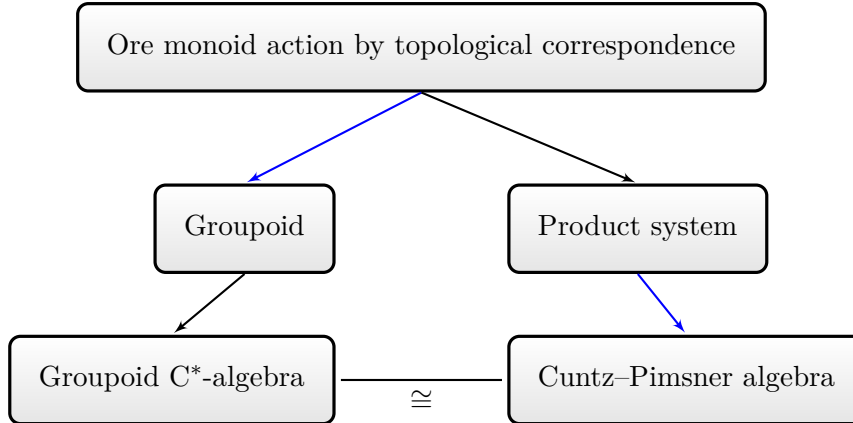 Ore monoid action by topological correspondence
Groupoid
Product system
Groupoid C*-algebra
≅
Cuntz–Pimsner algebra